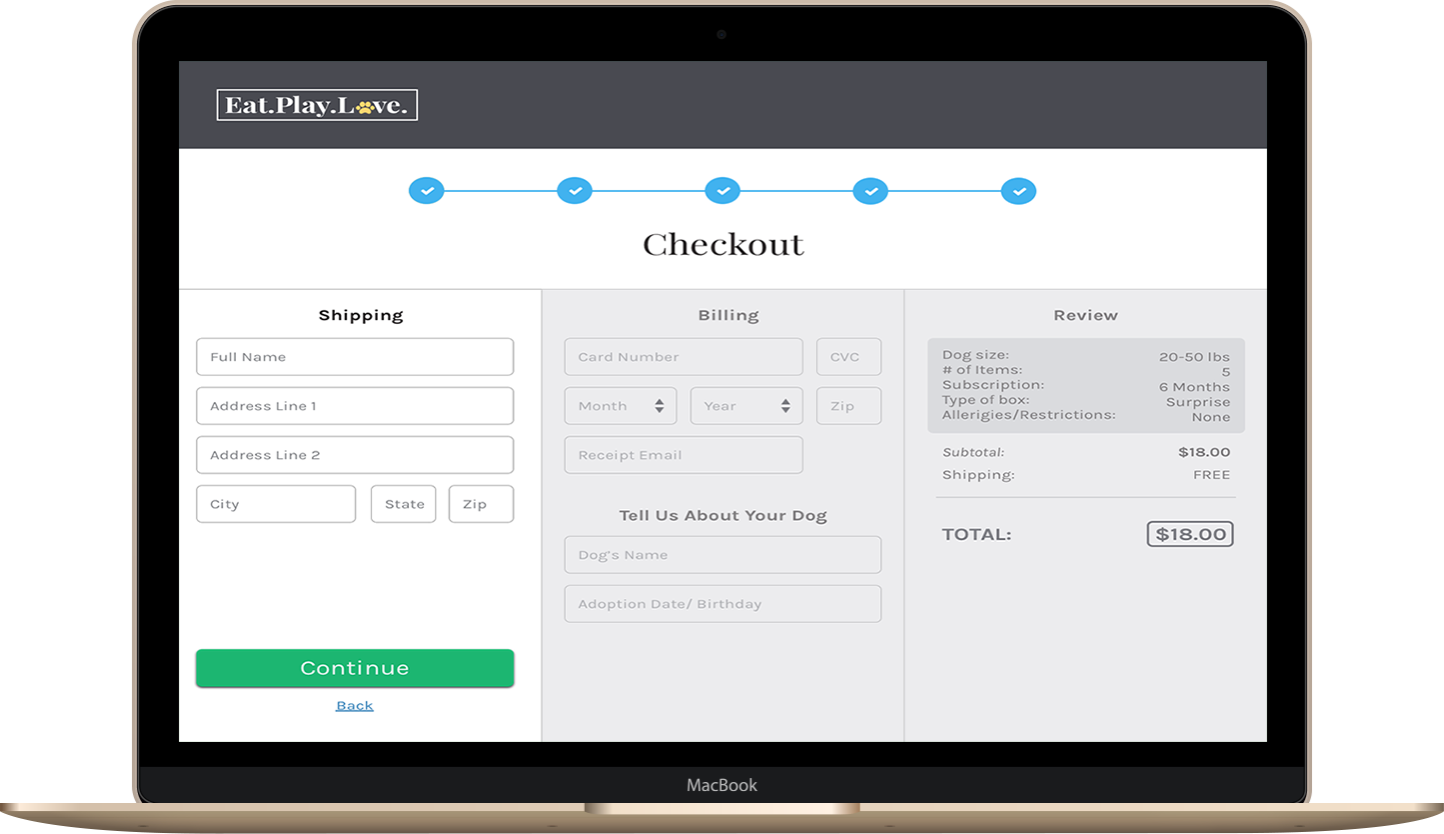 Eat.Play.Love.
Checkout
Shipping
Full Name
Address Line 1
Address Line 2
City State Zip
Continue
Back
Billing
Card Number CVC
Month Year Zip
Receipt Email
Tell Us About Your Dog
Dog's Name
Adoption Date/ Birthday
Review
Dog size: 20-50 lbs
# of Items: 5
Subscription: 6 Months
Type of box: Surprise
Allerigies/Restrictions: None
Subtotal: $18.00
Shipping: FREE
TOTAL: $18.00
MacBook